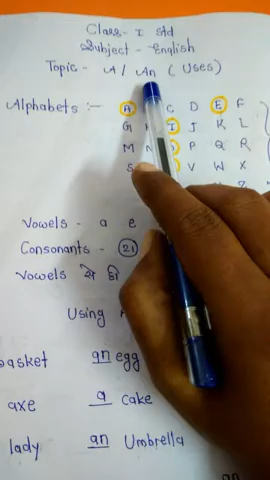 Class - I Std
Subject - English
Topic - A / An ( Uses )
Alphabets :- A C D E F
G I J K L
M P Q R
S V W X
Z
Vowels - a e
Consonants - 21
Vowels से ही
Using
basket an egg
axe a cake
lady an Umbrella